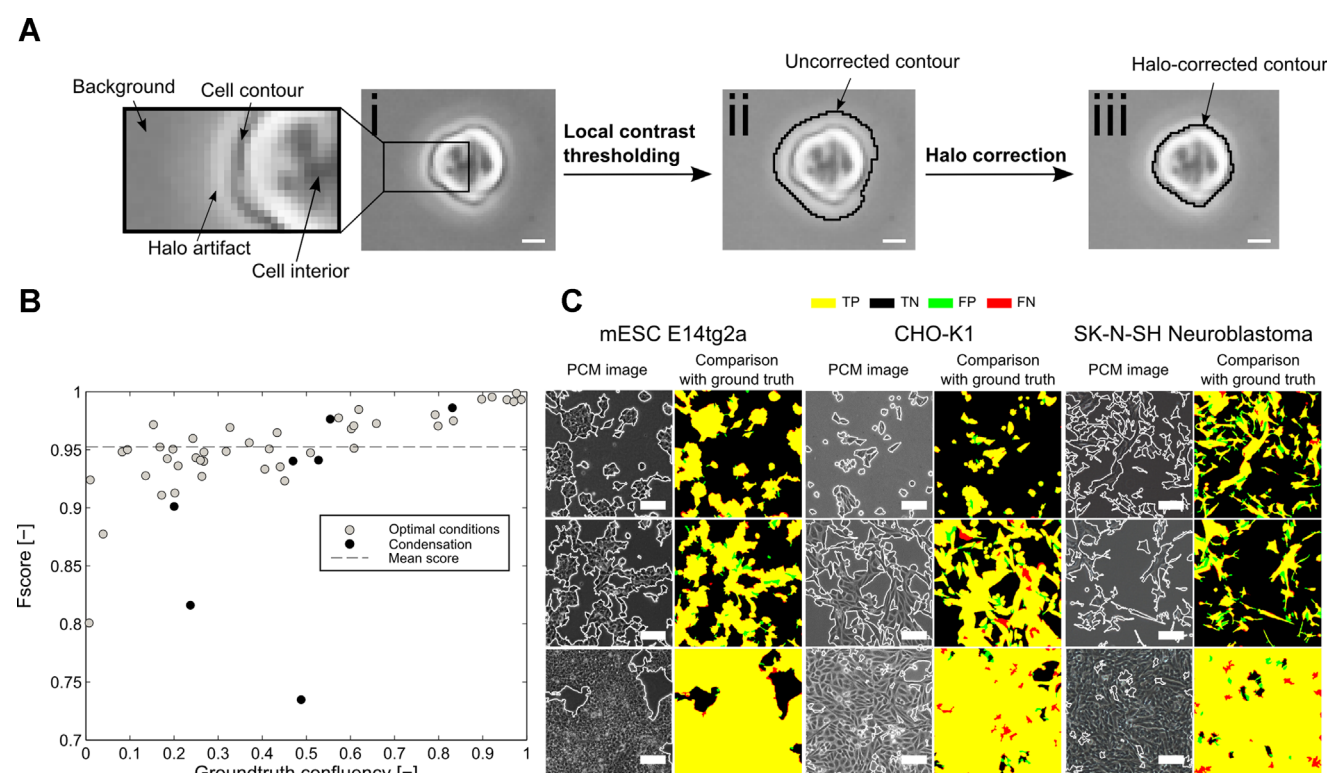 A
Background
Cell contour
Halo artifact
Cell interior
i
Local contrast
thresholding
Uncorrected contour
ii
Halo correction
Halo-corrected contour
iii
B
1
0.95
0.9
0.85
0.8
0.75
0.7
Fscore [−]
Optimal conditions
Condensation
Mean score
0 0.1 0.2 0.3 0.4 0.5 0.6 0.7 0.8 0.9 1
Groundtruth confluency [−]
C
TP TN FP FN
mESC E14tg2a CHO-K1 SK-N-SH Neuroblastoma
PCM image
Comparison
with ground truth
PCM image
Comparison
with ground truth
PCM image
Comparison
with ground truth